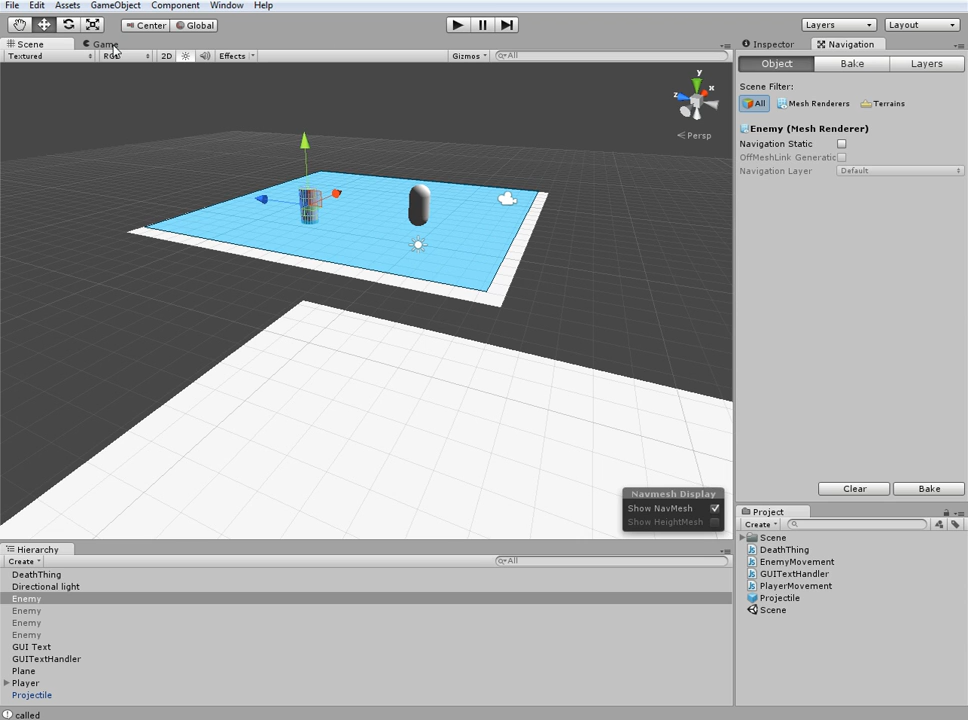 File Edit Assets GameObject Component Window Help
Center Global Layers Layout
Scene Game Inspector Navigation
Textured RGB 2D Effects Gizmos All
Object Bake Layers
Scene Filter:
All Mesh Renderers Terrains
y
x
z
Persp
Enemy (Mesh Renderer)
Navigation Static
OffMeshLink Generatic
Navigation Layer Default
Clear Bake
Navmesh Display
Show NavMesh
Show HeightMesh
Project
Create
Scene
DeathThing
EnemyMovement
GUITextHandler
PlayerMovement
Projectile
Scene
Hierarchy
Create All
DeathThing
Directional light
Enemy
Enemy
Enemy
Enemy
GUI Text
GUITextHandler
Plane
Player
Projectile
called